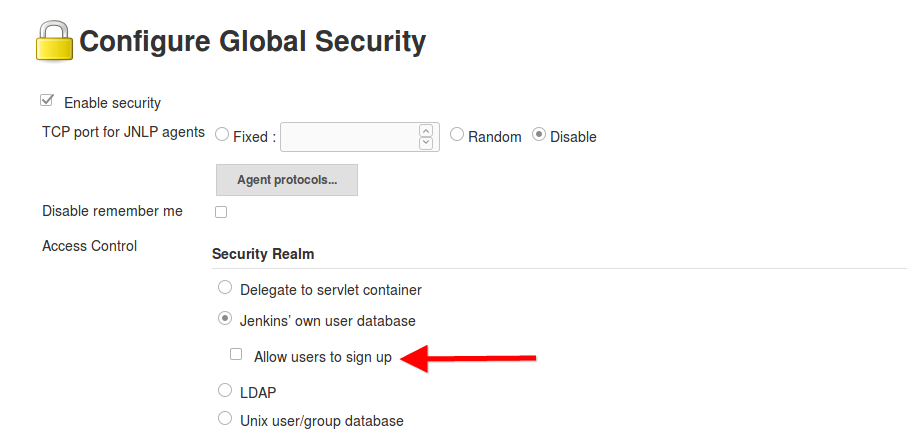 Configure Global Security
Enable security
TCP port for JNLP agents Fixed : Random Disable
Agent protocols...
Disable remember me
Access Control
Security Realm
Delegate to servlet container
Jenkins’ own user database
Allow users to sign up
LDAP
Unix user/group database